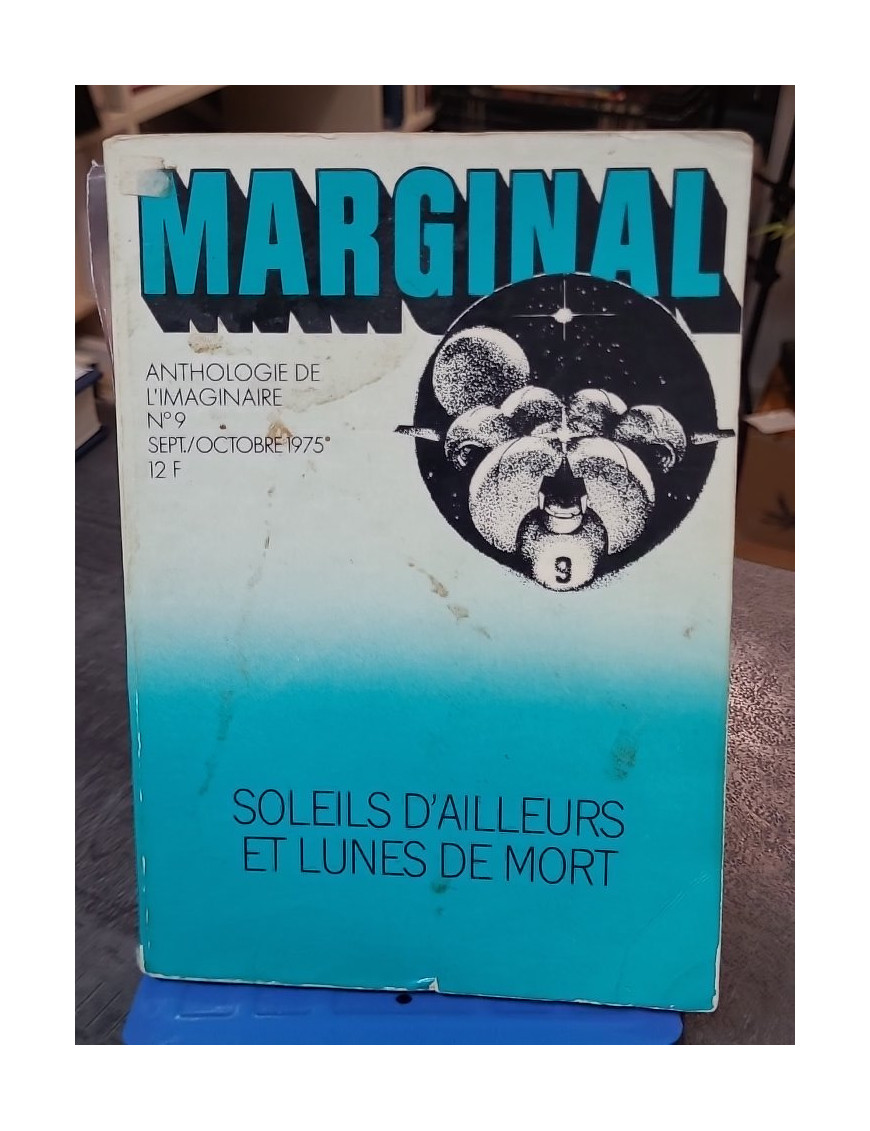 MARGINAL
ANTHOLOGIE DE
L'IMAGINAIRE
N° 9
SEPT./OCTOBRE 1975
12 F
9
SOLEILS D'AILLEURS
ET LUNES DE MORT